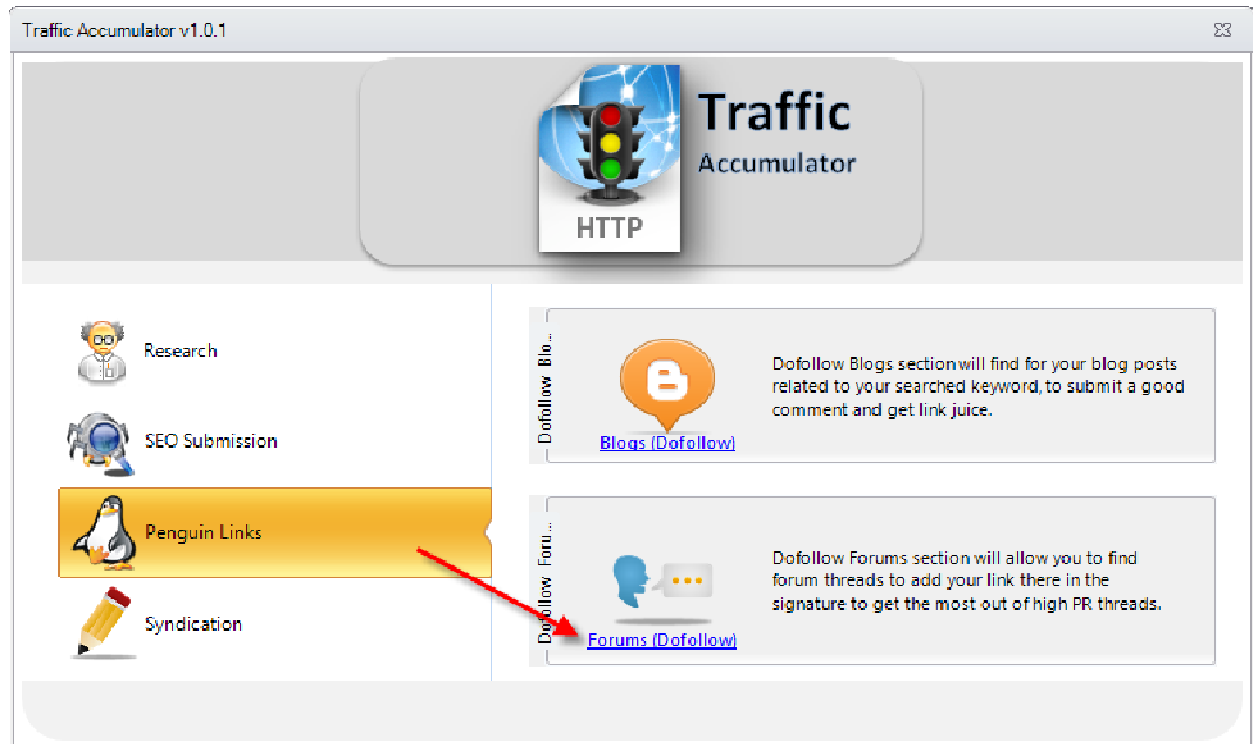 Traffic Accumulator v1.0.1
Traffic
Accumulator
HTTP
Research
SEO Submission
Penguin Links
Syndication
Dofollow Blo...
Dofollow Blogs section will find for your blog posts
related to your searched keyword, to submit a good
comment and get link juice.
Blogs (Dofollow)
Dofollow Foru...
Dofollow Forums section will allow you to find
forum threads to add your link there in the
signature to get the most out of high PR threads.
Forums (Dofollow)